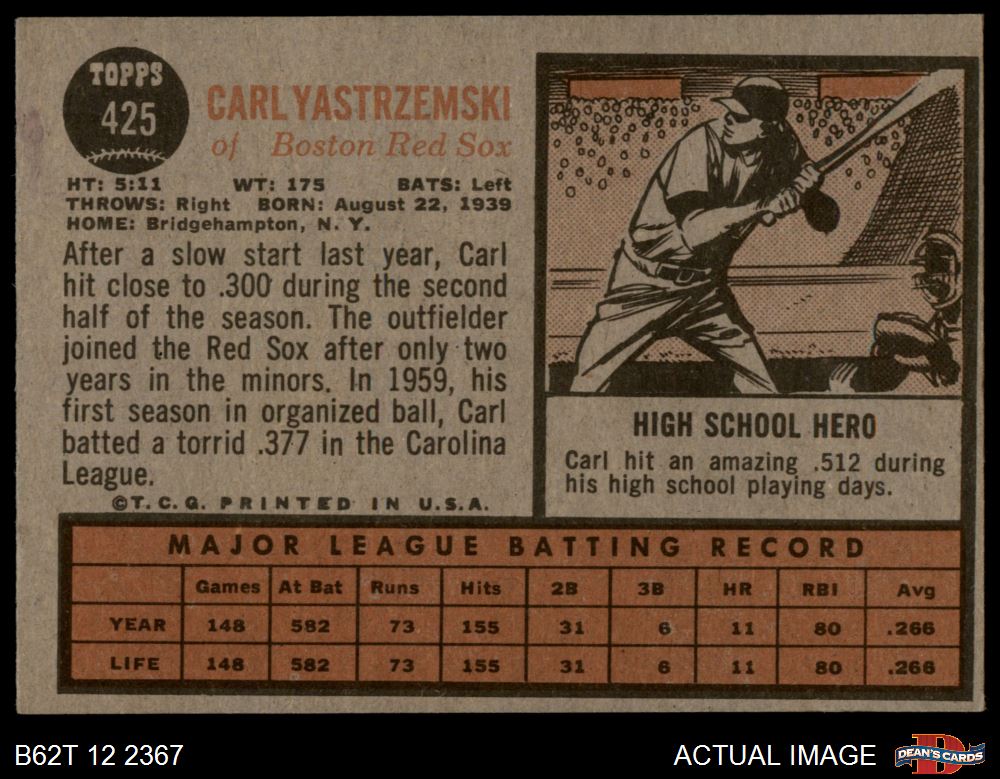 TOPPS
425
CARL YASTRZEMSKI
of Boston Red Sox
HT: 5:11 WT: 175 BATS: Left
THROWS: Right BORN: August 22, 1939
HOME: Bridgehampton, N. Y.
After a slow start last year, Carl
hit close to .300 during the second
half of the season. The outfielder
joined the Red Sox after only two
years in the minors. In 1959, his
first season in organized ball, Carl
batted a torrid .377 in the Carolina
League.
©T. C. G. PRINTED IN U.S.A.
HIGH SCHOOL HERO
Carl hit an amazing .512 during
his high school playing days.
MAJOR LEAGUE BATTING RECORD
Games At Bat Runs Hits 2B 3B HR RBI Avg
YEAR 148 582 73 155 31 6 11 80 .266
LIFE 148 582 73 155 31 6 11 80 .266
B62T 12 2367 ACTUAL IMAGE DEAN'S CARDS